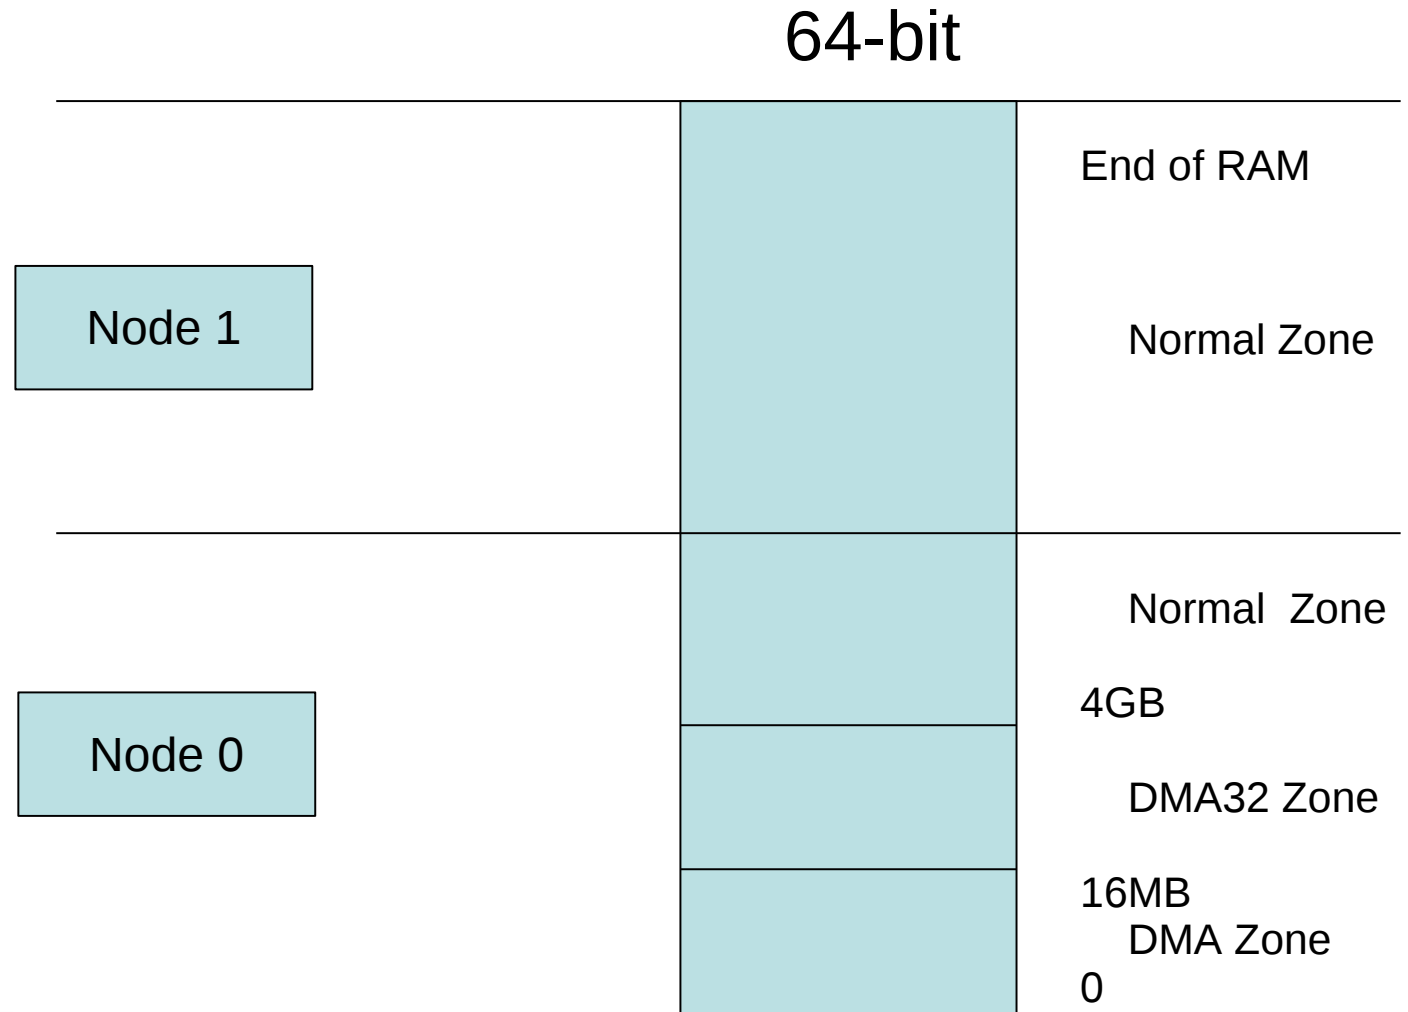 64-bit
End of RAM
Node 1
Normal Zone
Normal  Zone
4GB
Node 0
DMA32 Zone
16MB
DMA Zone
0